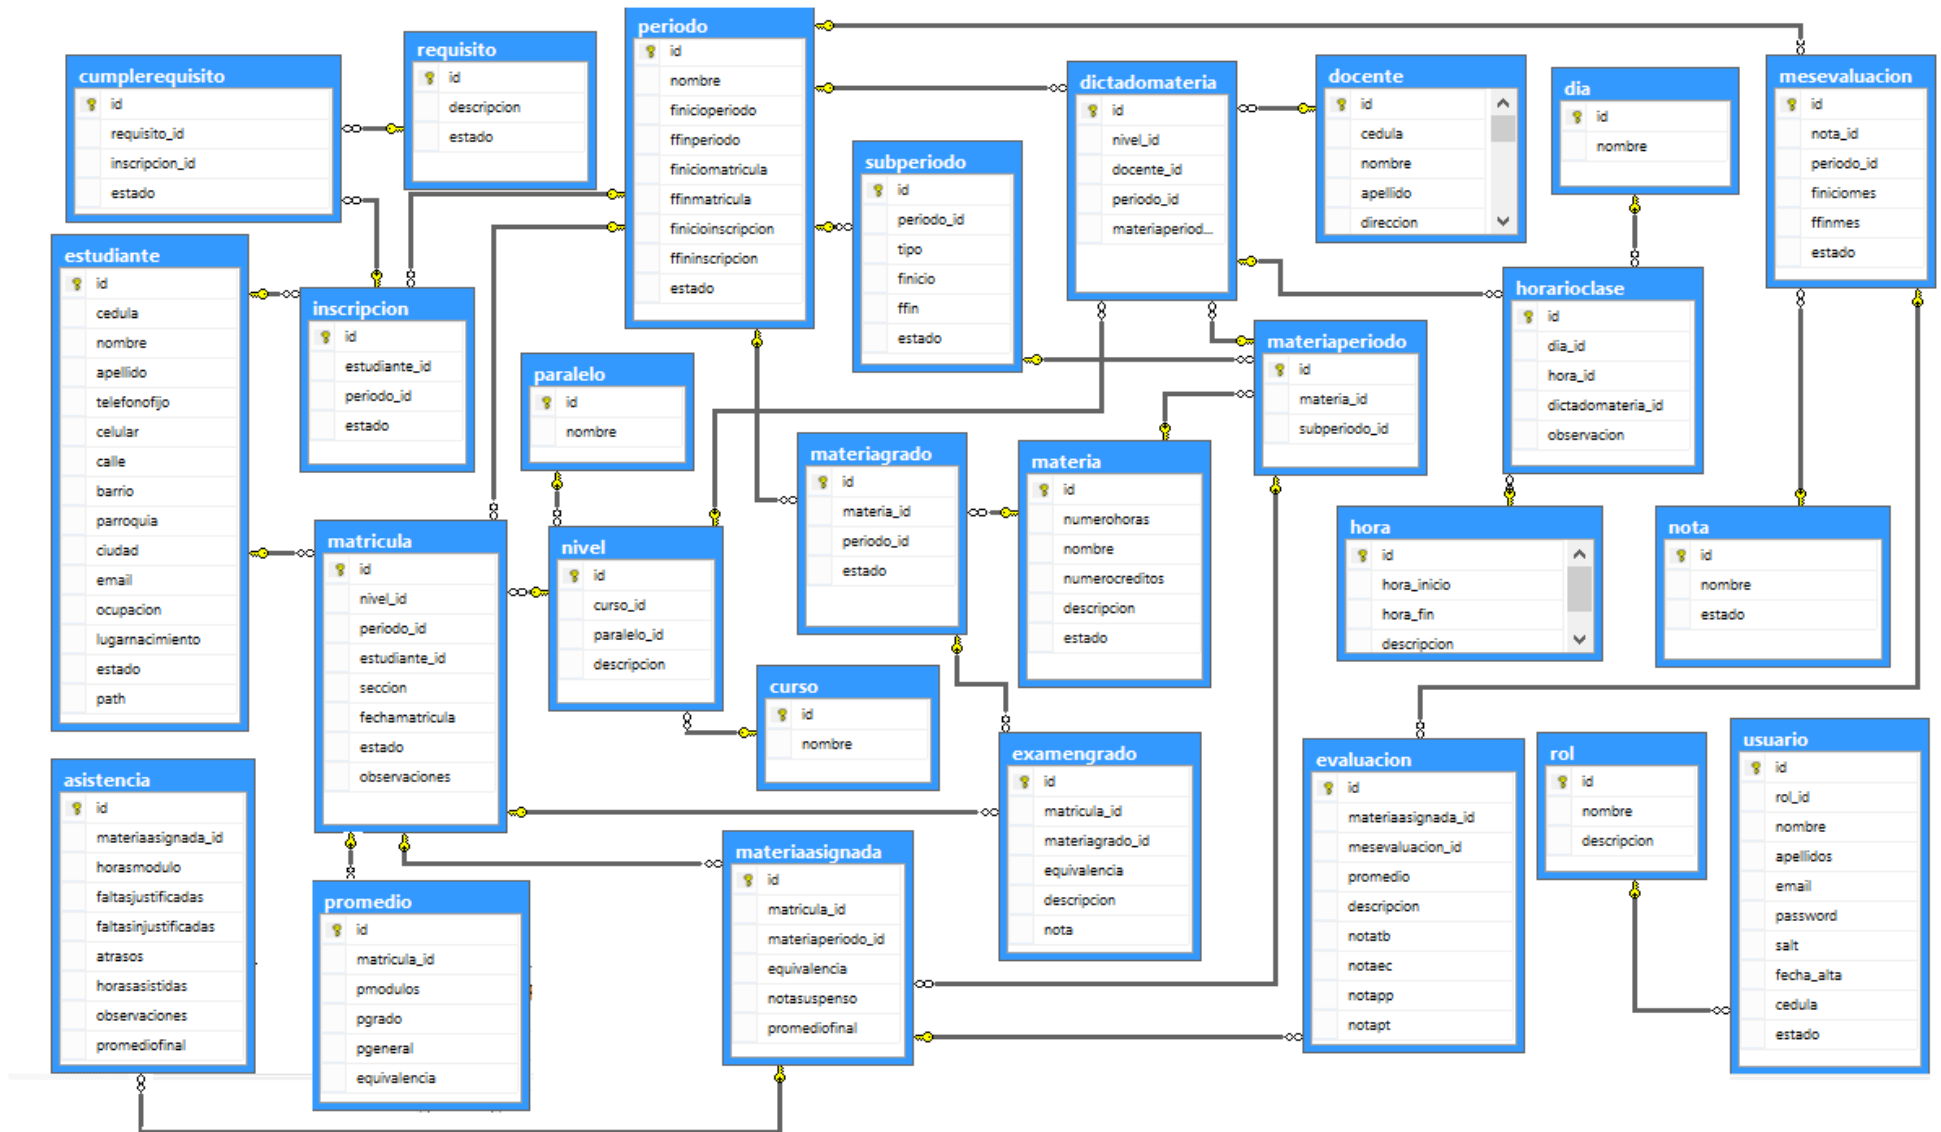 cumplerequisito
id
requisito_id
inscripcion_id
estado
requisito
id
descripcion
estado
periodo
id
nombre
finicioperiodo
ffinperiodo
finiciomatricula
ffinmatricula
finicioinscripcion
ffininscripcion
estado
subperiodo
id
periodo_id
tipo
finicio
ffin
estado
dictadomateria
id
nivel_id
docente_id
periodo_id
materiaperiod...
docente
id
cedula
nombre
apellido
direccion
dia
id
nombre
mesevaluacion
id
nota_id
periodo_id
finiciomes
ffinmes
estado
estudiante
id
cedula
nombre
apellido
telefonofijo
celular
calle
barrio
parroquia
ciudad
email
ocupacion
lugarnacimiento
estado
path
inscripcion
id
estudiante_id
periodo_id
estado
paralelo
id
nombre
materiaperiodo
id
materia_id
subperiodo_id
horarioclase
id
dia_id
hora_id
dictadomateria_id
observacion
materiagrado
id
materia_id
periodo_id
estado
materia
id
numerohoras
nombre
numerocreditos
descripcion
estado
hora
id
hora_inicio
hora_fin
descripcion
nota
id
nombre
estado
matricula
id
nivel_id
periodo_id
estudiante_id
seccion
fechamatricula
estado
observaciones
nivel
id
curso_id
paralelo_id
descripcion
curso
id
nombre
asistencia
id
materiaasignada_id
horasmodulo
faltasjustificadas
faltasinjustificadas
atrasos
horasasistidas
observaciones
promediofinal
promedio
id
matricula_id
pmodulos
pgrado
pgeneral
equivalencia
materiaasignada
id
matricula_id
materiaperiodo_id
equivalencia
notasuspenso
promediofinal
examengrado
id
matricula_id
materiagrado_id
equivalencia
descripcion
nota
evaluacion
id
materiaasignada_id
mesevaluacion_id
promedio
descripcion
notatb
notaec
notapp
notapt
rol
id
nombre
descripcion
usuario
id
rol_id
nombre
apellidos
email
password
salt
fecha_alta
cedula
estado